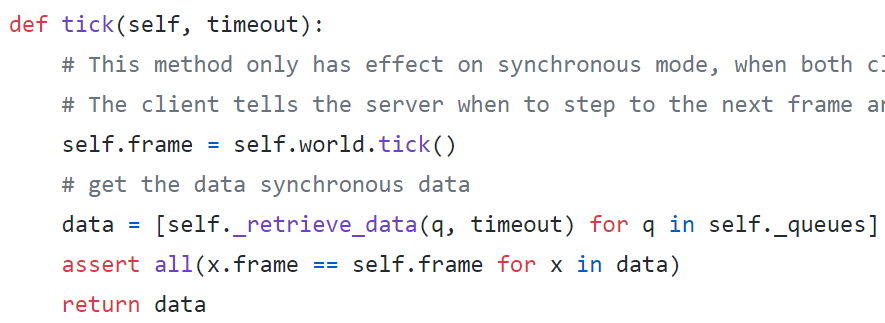 def tick(self, timeout):
# This method only has effect on synchronous mode, when both
# The client tells the server when to step to the next frame
self.frame = self.world.tick()
# get the data synchronous data
data = [self._retrieve_data(q, timeout) for q in self._queues]
assert all(x.frame == self.frame for x in data)
return data